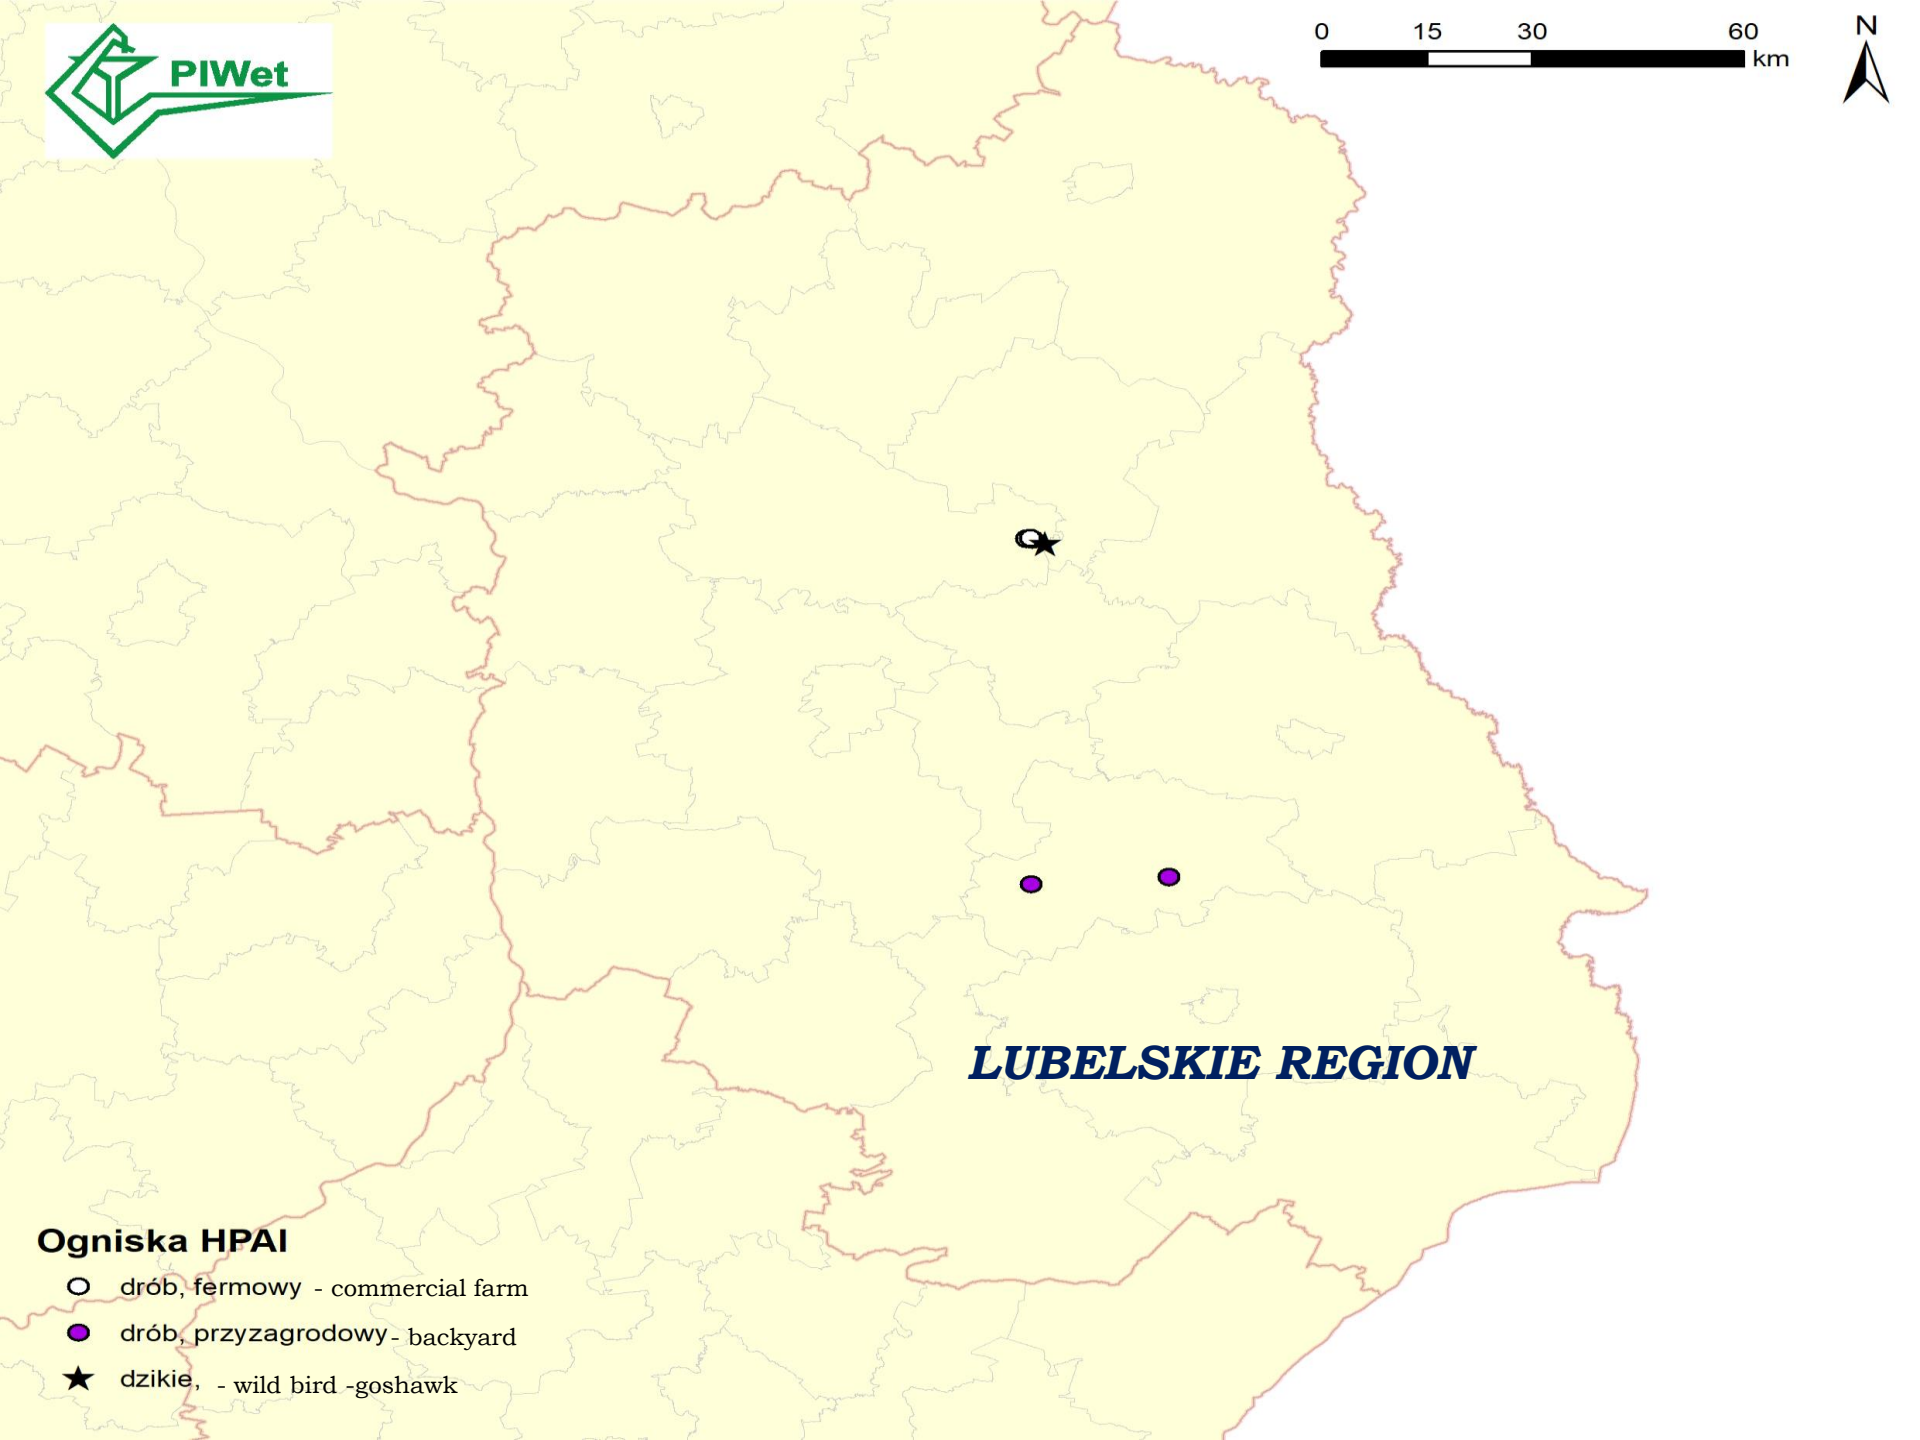 PIWet
0 15 30 60
km
N
LUBELSKIE REGION
Ogniska HPAI
drób, fermowy - commercial farm
drób, przyzagrodowy - backyard
dzikie, - wild bird -goshawk